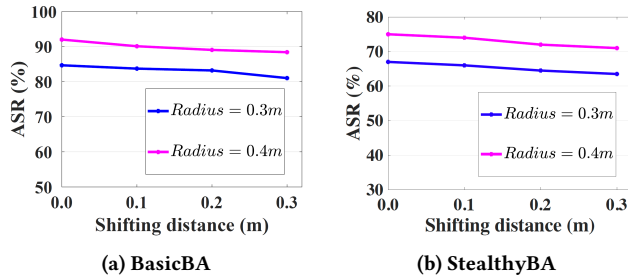 100
90
80
70
60
50
ASR (%)
Radius = 0.3m
Radius = 0.4m
0.0 0.1 0.2 0.3
Shifting distance (m)
(a) BasicBA
80
70
60
50
40
30
ASR (%)
Radius = 0.3m
Radius = 0.4m
0.0 0.1 0.2 0.3
Shifting distance (m)
(b) StealthyBA